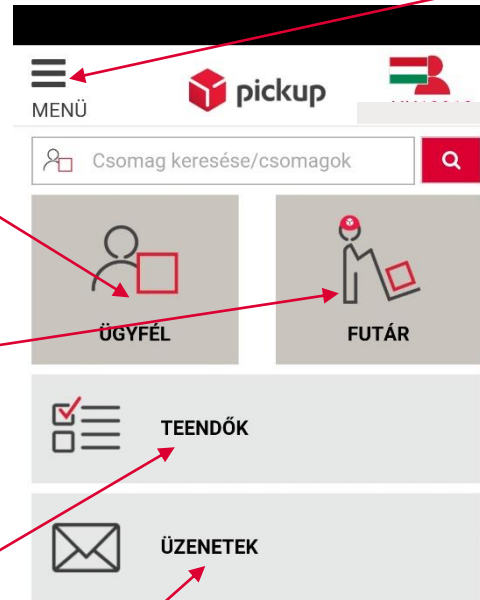 MENÜ
pickup
Csomag keresése/csomagok
ÜGYFÉL
FUTÁR
TEENDŐK
ÜZENETEK